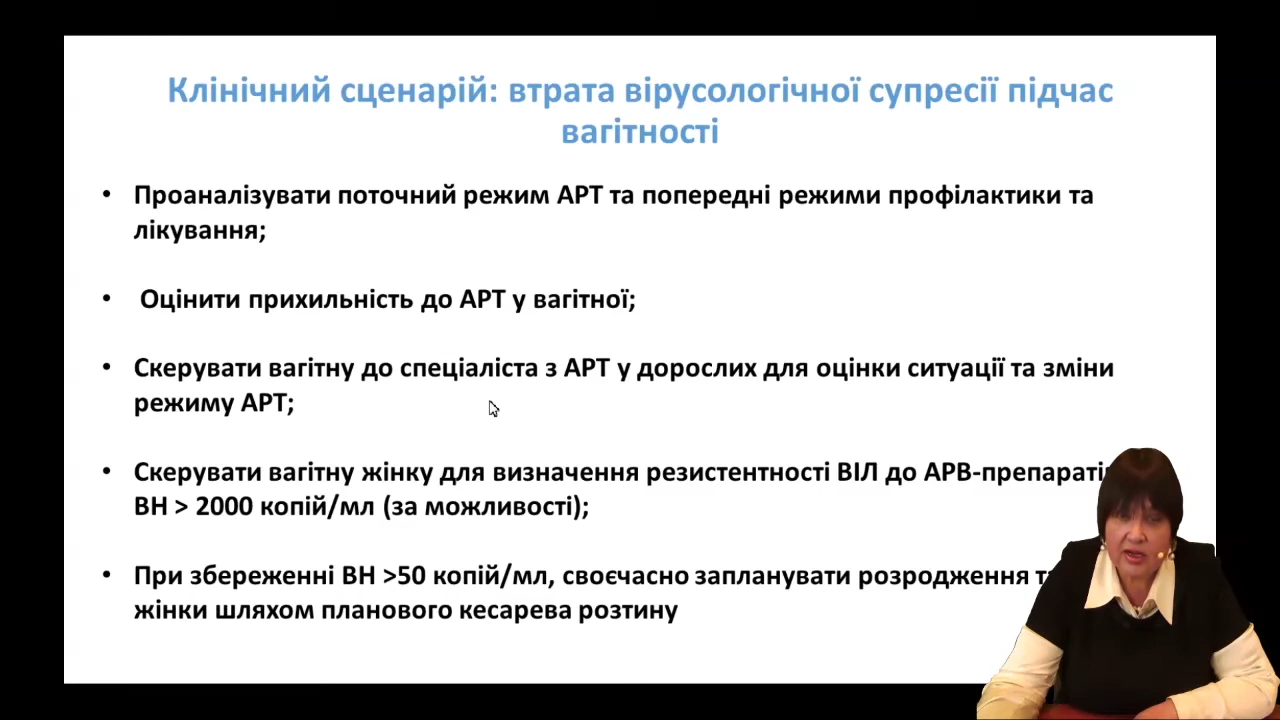 Клінічний сценарій: втрата вірусологічної супресії підчас
вагітності
• Проаналізувати поточний режим АРТ та попередні режими профілактики та
лікування;
• Оцінити прихильність до АРТ у вагітної;
• Скерувати вагітну до спеціаліста з АРТ у дорослих для оцінки ситуації та зміни
режиму АРТ;
• Скерувати вагітну жінку для визначення резистентності ВІЛ до
ВН > 2000 копій/мл (за можливості);
• При збереженні ВН >50 копій/мл, своєчасно запланувати розродження
жінки шляхом планового кесарева розтину